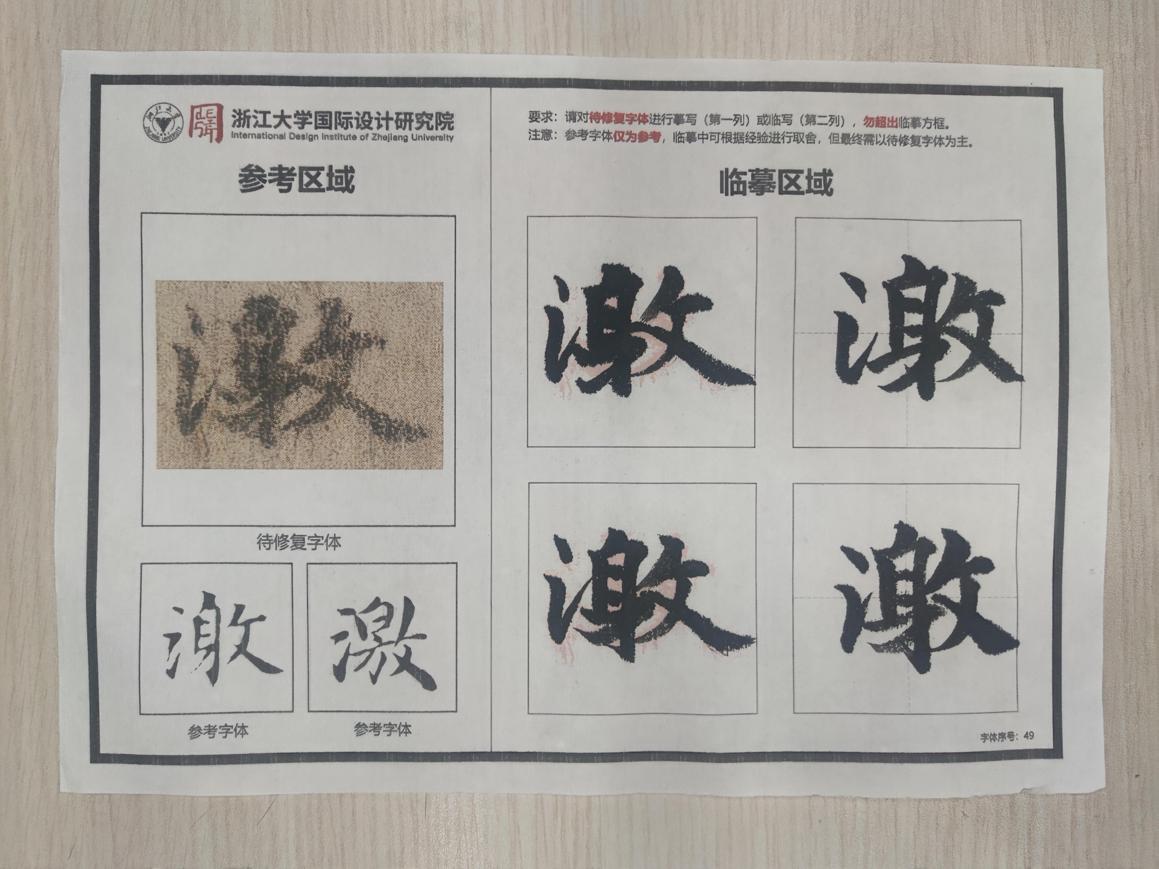 浙江大学国际设计研究院
International Design Institute of Zhejiang University
参考区域
待修复字体
参考字体
参考字体
要求：请对待修复字体进行摹写（第一列）或临写（第二列），勿超出临摹方框。
注意：参考字体仅为参考，临摹中可根据经验进行取舍，但最终需以待修复字体为主。
临摹区域
激 激
激 激
字体序号：49